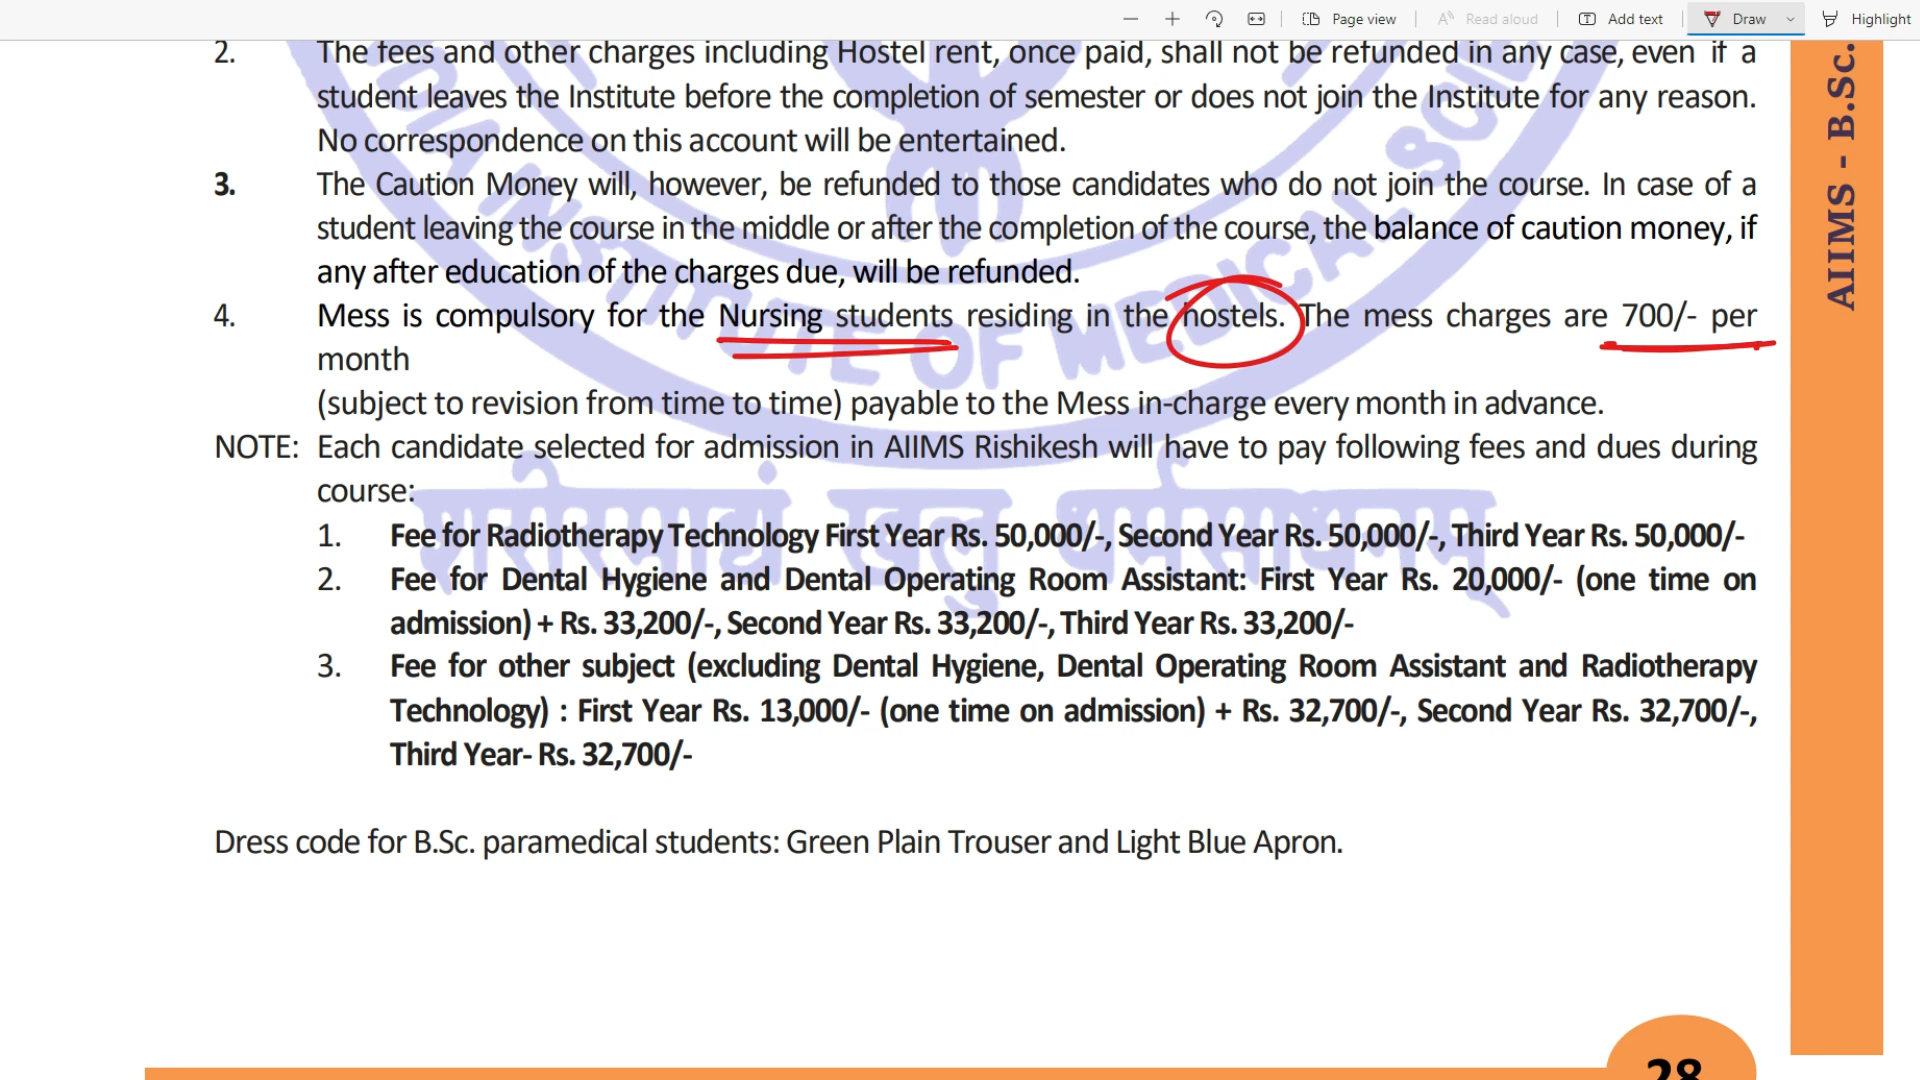 Page view
Read aloud
Add text
Draw
Highlight
2. The fees and other charges including Hostel rent, once paid, shall not be refunded in any case, even if a
student leaves the Institute before the completion of semester or does not join the Institute for any reason.
No correspondence on this account will be entertained.
3. The Caution Money will, however, be refunded to those candidates who do not join the course. In case of a
student leaving the course in the middle or after the completion of the course, the balance of caution money, if
any after education of the charges due, will be refunded.
4. Mess is compulsory for the Nursing students residing in the hostels. The mess charges are 700/- per
month
(subject to revision from time to time) payable to the Mess in-charge every month in advance.
NOTE: Each candidate selected for admission in AIIMS Rishikesh will have to pay following fees and dues during
course:
1. Fee for Radiotherapy Technology First Year Rs. 50,000/-, Second Year Rs. 50,000/-, Third Year Rs. 50,000/-
2. Fee for Dental Hygiene and Dental Operating Room Assistant: First Year Rs. 20,000/- (one time on
admission) + Rs. 33,200/-, Second Year Rs. 33,200/-, Third Year Rs. 33,200/-
3. Fee for other subject (excluding Dental Hygiene, Dental Operating Room Assistant and Radiotherapy
Technology) : First Year Rs. 13,000/- (one time on admission) + Rs. 32,700/-, Second Year Rs. 32,700/-,
Third Year- Rs. 32,700/-
Dress code for B.Sc. paramedical students: Green Plain Trouser and Light Blue Apron.
28
AIIMS - B.Sc.
INSTITUTE OF MEDICAL
शरीरमाद्यं खलु धर्मसाधनम्